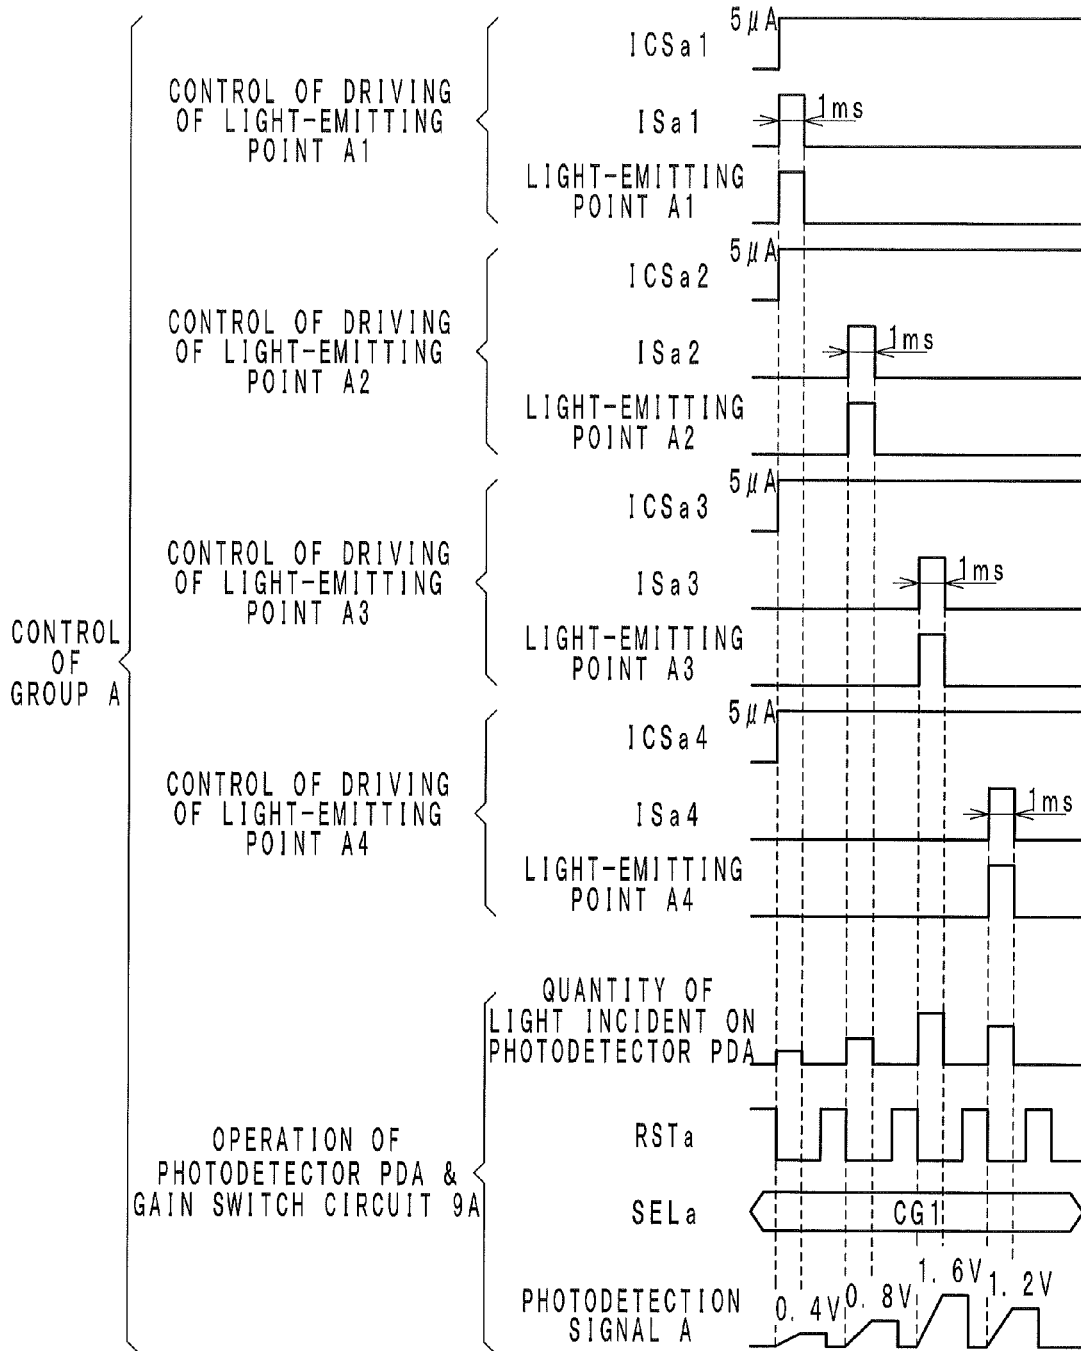 CONTROL
OF
GROUP A
CONTROL OF DRIVING
OF LIGHT-EMITTING
POINT A1
5μA
ICSa1
ISa1
1ms
LIGHT-EMITTING
POINT A1
CONTROL OF DRIVING
OF LIGHT-EMITTING
POINT A2
5μA
ICSa2
ISa2
1ms
LIGHT-EMITTING
POINT A2
CONTROL OF DRIVING
OF LIGHT-EMITTING
POINT A3
5μA
ICSa3
ISa3
1ms
LIGHT-EMITTING
POINT A3
CONTROL OF DRIVING
OF LIGHT-EMITTING
POINT A4
5μA
ICSa4
ISa4
1ms
LIGHT-EMITTING
POINT A4
OPERATION OF
PHOTODETECTOR PDA &
GAIN SWITCH CIRCUIT 9A
QUANTITY OF
LIGHT INCIDENT ON
PHOTODETECTOR PDA
RSTa
SELa
CG1
PHOTODETECTION
SIGNAL A
0.4V
0.8V
1.6V
1.2V